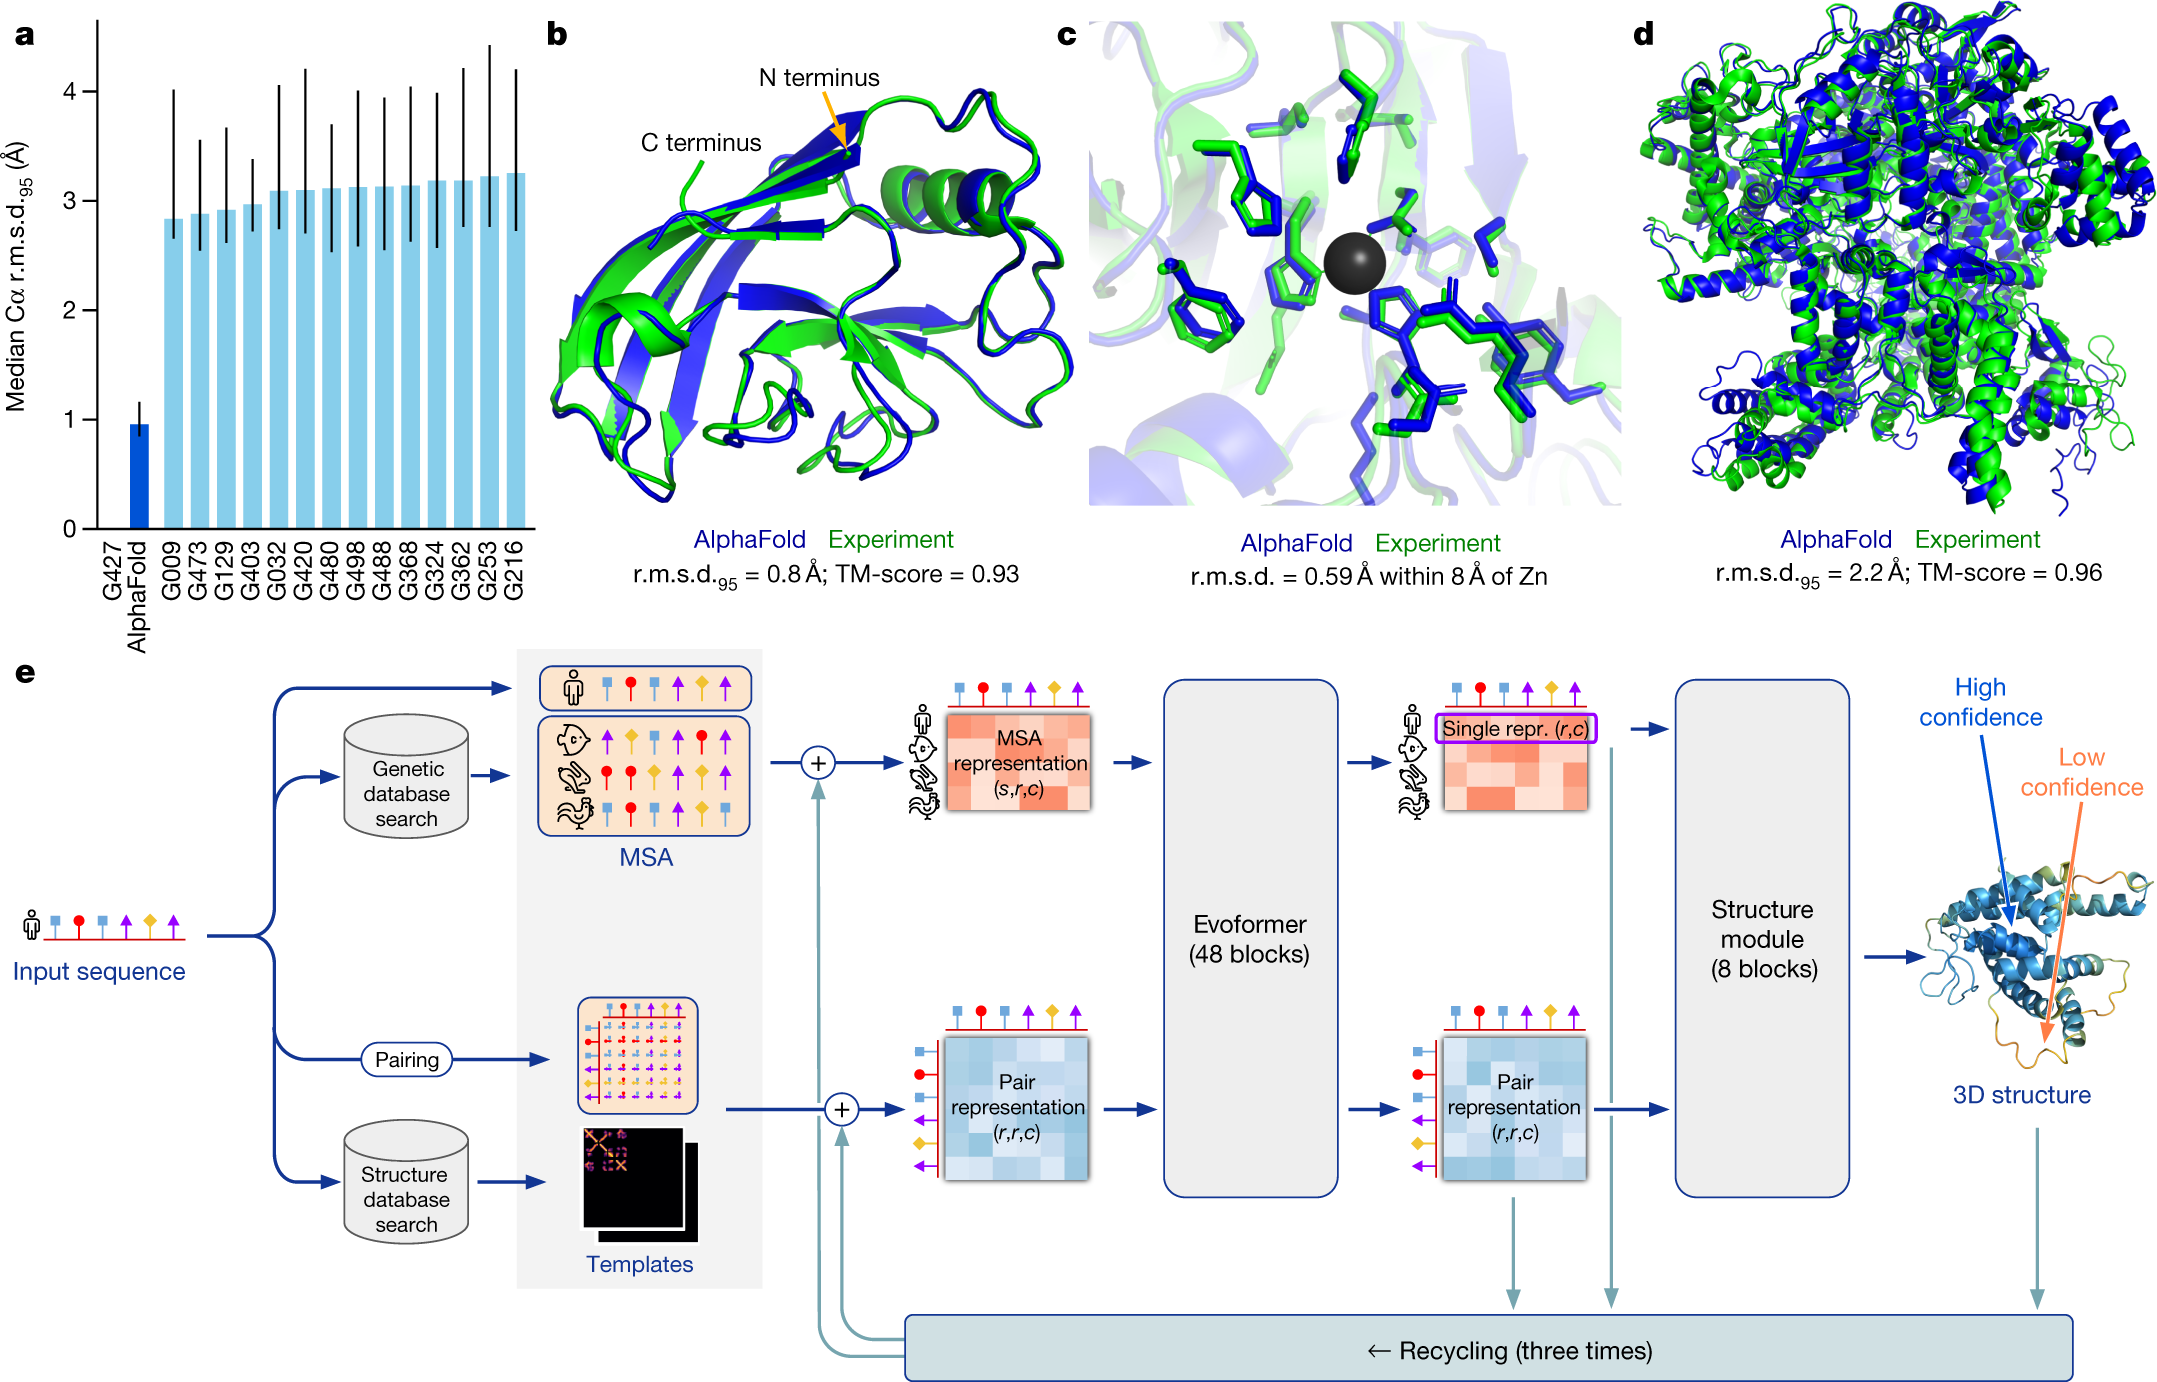 a
Median Cα r.m.s.d.95 (Å)
4
3
2
1
0
G427
AlphaFold
G009
G473
G129
G403
G032
G420
G480
G498
G488
G368
G324
G362
G253
G216
b
N terminus
C terminus
AlphaFold Experiment
r.m.s.d.95 = 0.8 Å; TM-score = 0.93
c
AlphaFold Experiment
r.m.s.d. = 0.59 Å within 8 Å of Zn
d
AlphaFold Experiment
r.m.s.d.95 = 2.2 Å; TM-score = 0.96
e
Input sequence
Genetic
database
search
Pairing
Structure
database
search
MSA
Templates
+
+
MSA
representation
(s,r,c)
Pair
representation
(r,r,c)
Evoformer
(48 blocks)
Single repr. (r,c)
Pair
representation
(r,r,c)
Structure
module
(8 blocks)
High
confidence
Low
confidence
3D structure
← Recycling (three times)